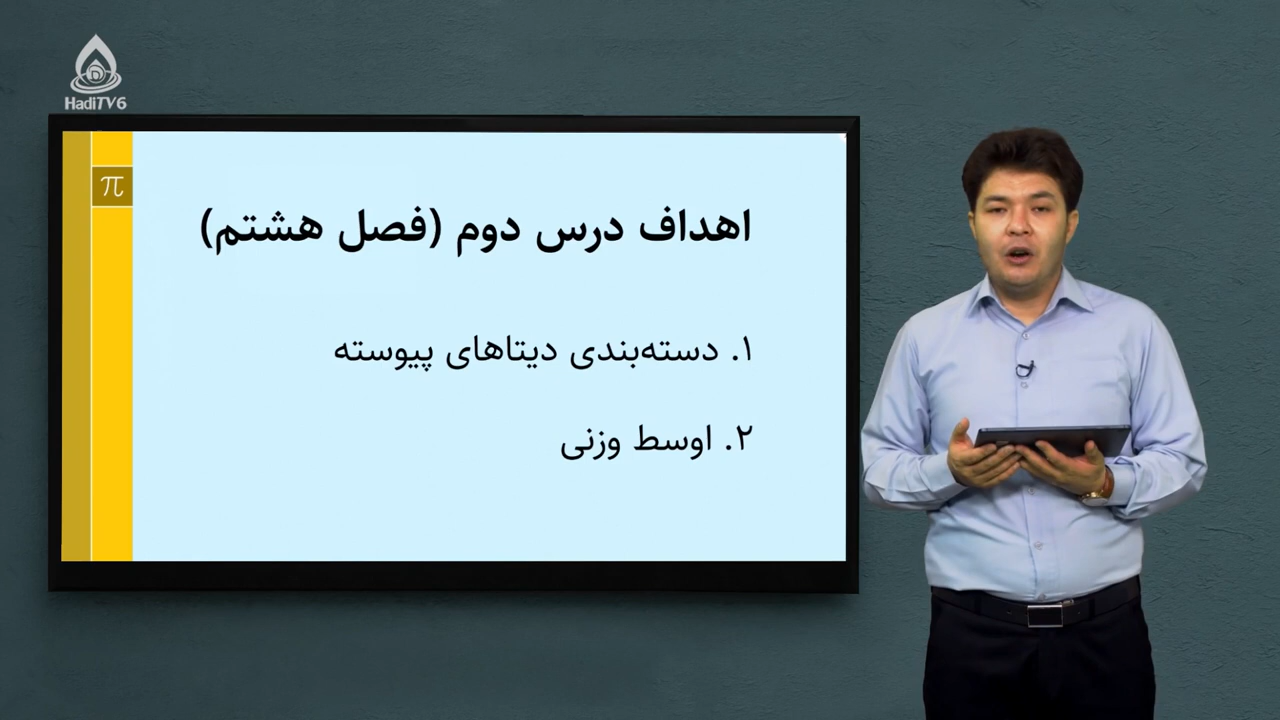 HadiTV6
π
اهداف درس دوم (فصل هشتم)
۱. دسته‌بندی دیتاهای پیوسته
۲. اوسط وزنی